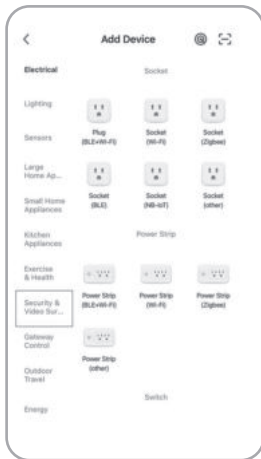 Add Device
Electrical
Lighting
Sensors
Large
Home Ap...
Small Home
Appliances
Kitchen
Appliances
Exercise
& Health
Security &
Video Sur...
Gateway
Control
Outdoor
Travel
Energy
Socket
Plug
(BLE+Wi-Fi)
Socket
(Wi-Fi)
Socket
(Zigbee)
Socket
(BLE)
Socket
(NB-IoT)
Socket
(other)
Power Strip
Power Strip
(BLE+Wi-Fi)
Power Strip
(Wi-Fi)
Power Strip
(Zigbee)
Power Strip
(other)
Switch